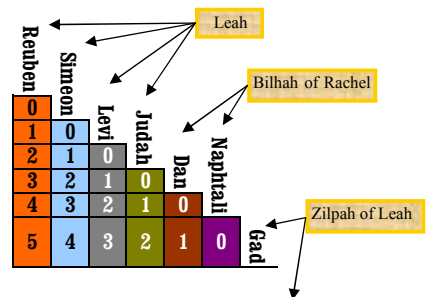 Leah
Reuben
Simeon
Levi
Judah
Bilhah of Rachel
Dan
Naphtali
Zilpah of Leah
Gad
0
1 0
2 1 0
3 2 1 0
4 3 2 1 0
5 4 3 2 1 0